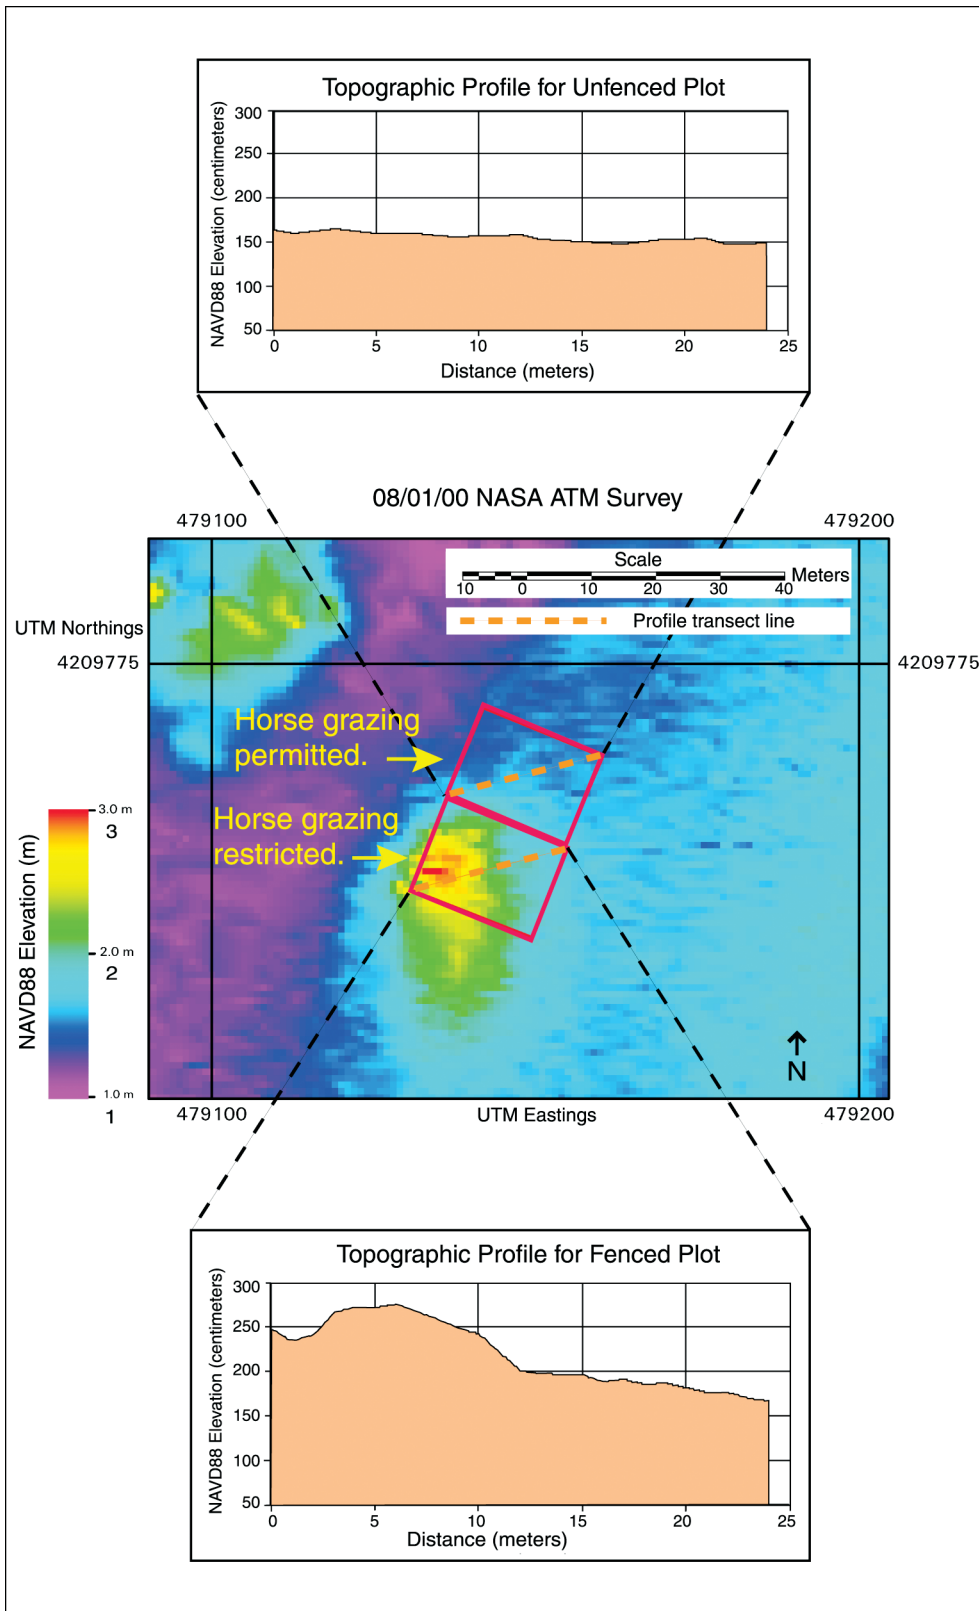 Topographic Profile for Unfenced Plot
NAVD88 Elevation (centimeters)
300
250
200
150
100
50
0 5 10 15 20 25
Distance (meters)
08/01/00 NASA ATM Survey
479100 479200
Scale
10 0 10 20 30 40 Meters
Profile transect line
UTM Northings
4209775 4209775
Horse grazing
permitted.
Horse grazing
restricted.
NAVD88 Elevation (m)
3.0 m
3
2.0 m
2
1.0 m
1
N
479100 UTM Eastings 479200
Topographic Profile for Fenced Plot
NAVD88 Elevation (centimeters)
300
250
200
150
100
50
0 5 10 15 20 25
Distance (meters)